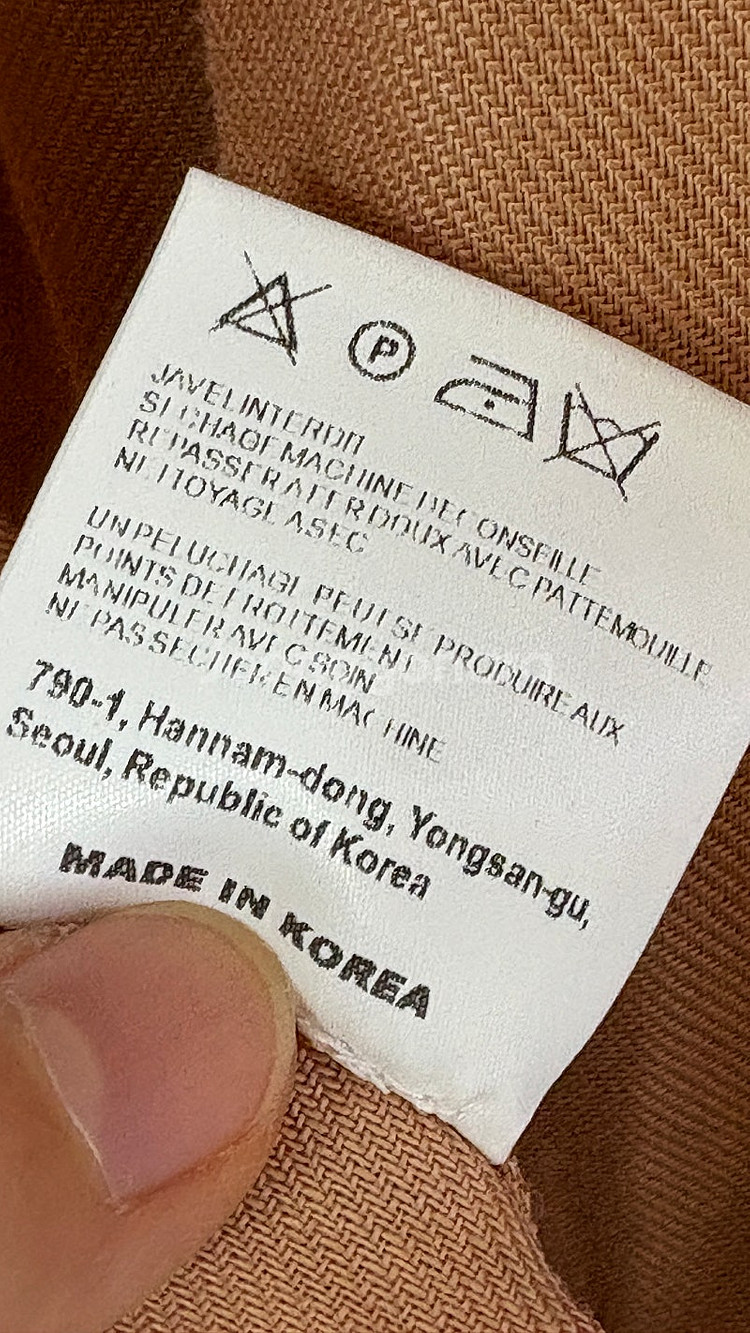 P
JAVEL INTERDIT
SECHAGE MACHINE DECONSEILLE
REPASSER A FER DOUX AVEC PATTEMOUILLE
NETTOYAGE A SEC
UN PELUCHAGE PEUT SE PRODUIRE AUX
POINTS DE FROTTEMENT
MANIPULER AVEC SOIN
NE PAS SECHER EN MACHINE
790-1, Hannam-dong, Yongsan-gu,
Seoul, Republic of Korea
MADE IN KOREA